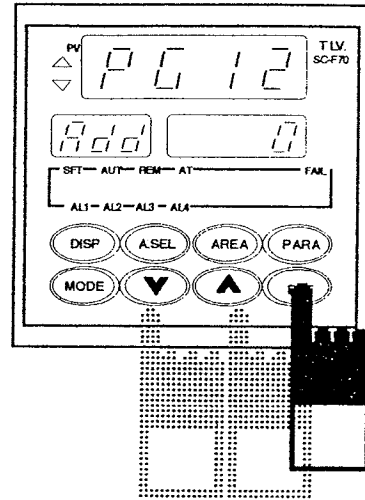 PV
TLV.
SC-F70
PG 12
Add 0
SFT AUT REM AT FAIL
AL1 AL2 AL3 AL4
DISP A.SEL AREA PARA
MODE